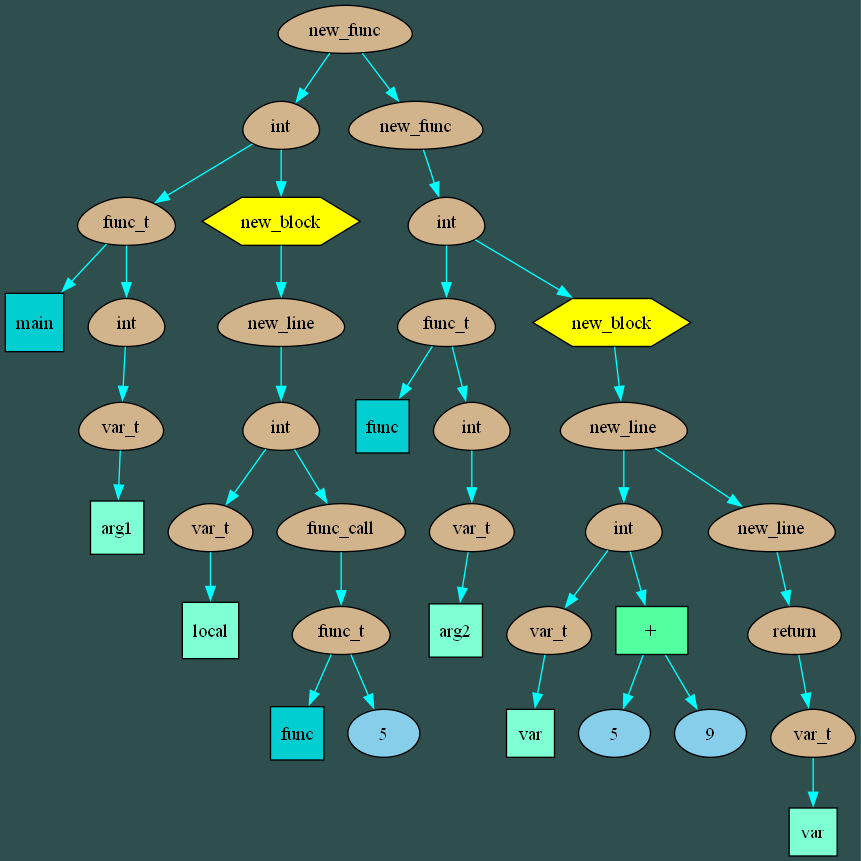 new_func
int
new_func
func_t
new_block
int
main
int
new_line
func_t
new_block
var_t
int
func
int
new_line
arg1
var_t
func_call
var_t
int
new_line
local
func_t
arg2
var_t
+
return
func
5
var
5
9
var_t
var